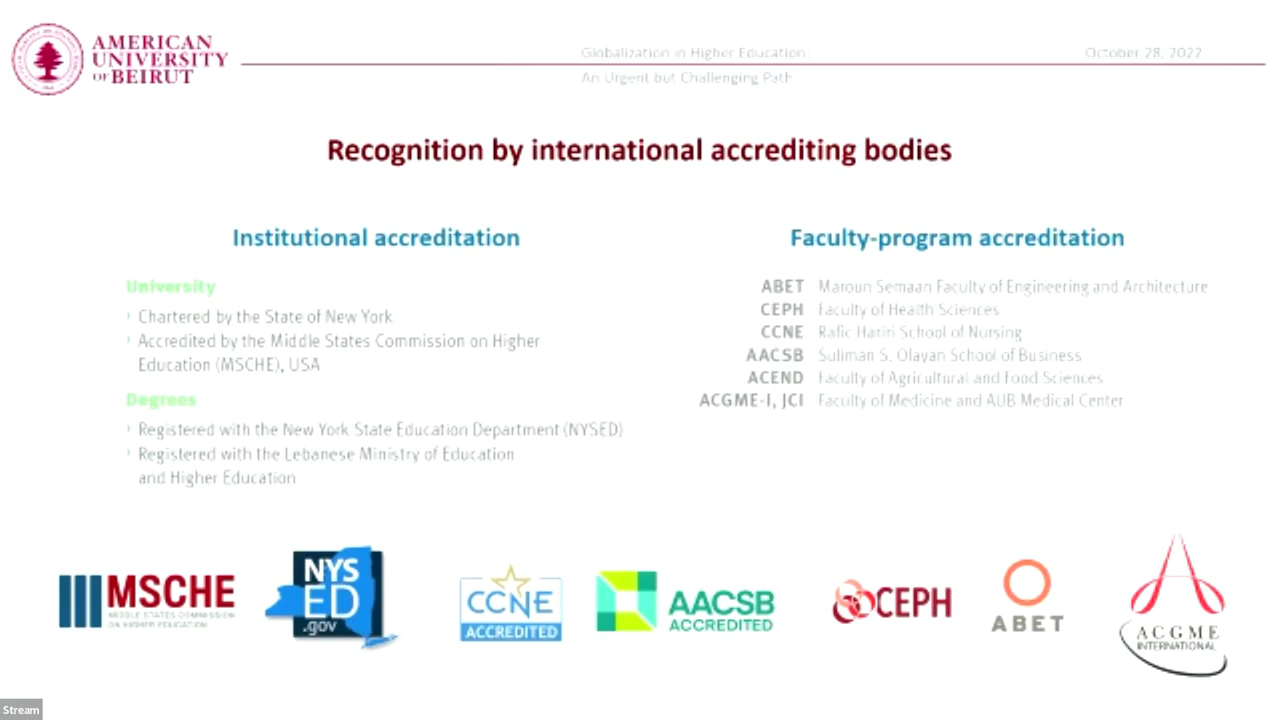 AMERICAN
UNIVERSITY
OF BEIRUT
Globalization in Higher Education:
An Urgent but Challenging Path
October 28, 2022
Recognition by international accrediting bodies
Institutional accreditation
University
› Chartered by the State of New York
› Accredited by the Middle States Commission on Higher
Education (MSCHE), USA
Degrees
› Registered with the New York State Education Department (NYSED)
› Registered with the Lebanese Ministry of Education
and Higher Education
Faculty-program accreditation
ABET Maroun Semaan Faculty of Engineering and Architecture
CEPH Faculty of Health Sciences
CCNE Rafic Hariri School of Nursing
AACSB Suliman S. Olayan School of Business
ACEND Faculty of Agricultural and Food Sciences
ACGME-I, JCI Faculty of Medicine and AUB Medical Center
MSCHE
MIDDLE STATES COMMISSION
ON HIGHER EDUCATION
NYS
ED
.gov
CCNE
ACCREDITED
AACSB
ACCREDITED
CEPH
ABET
ACGME
INTERNATIONAL
Stream